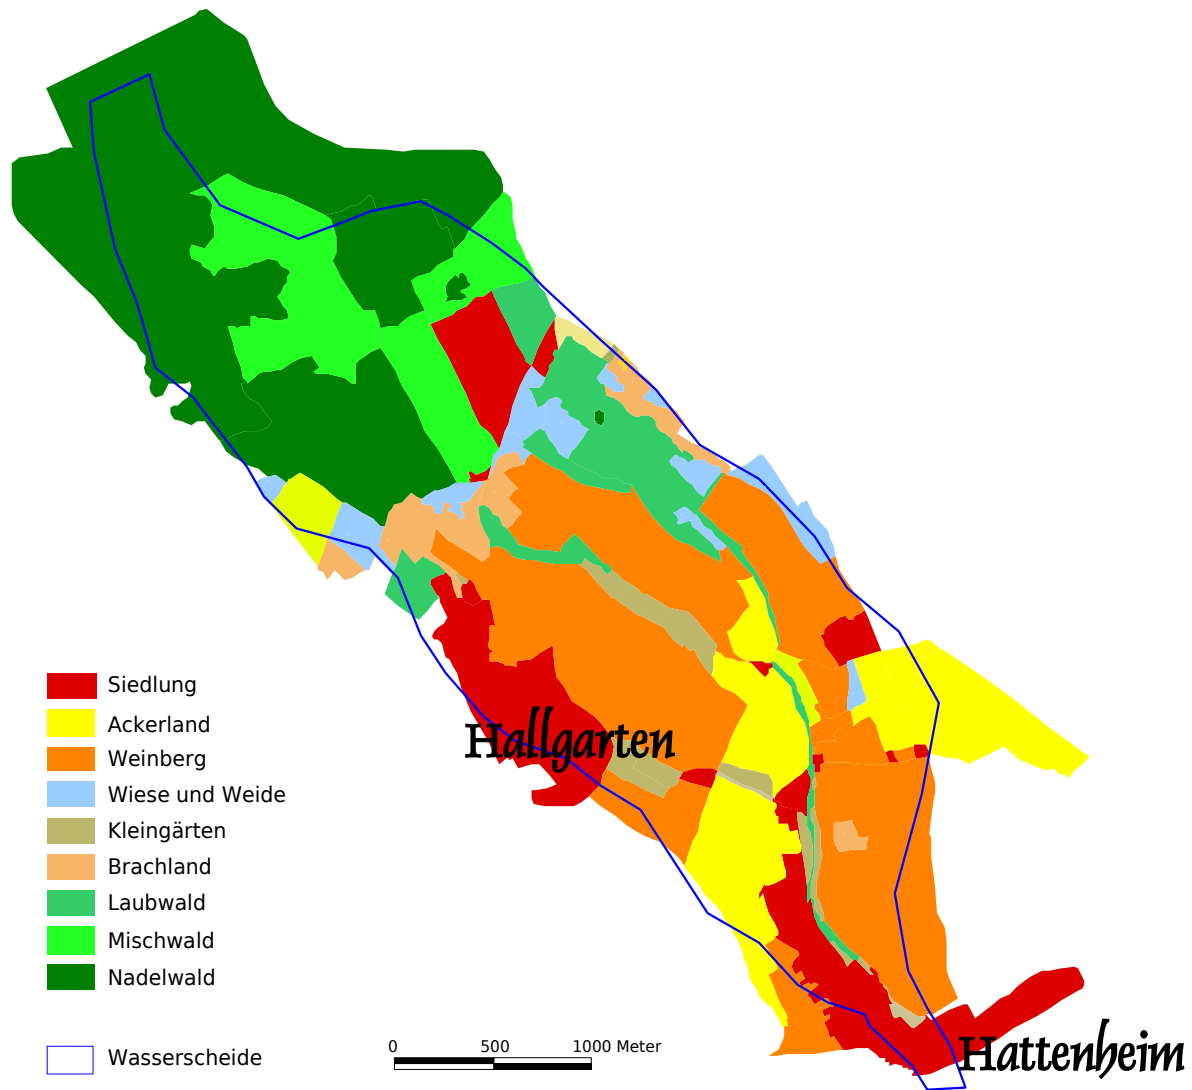 Hallgarten
Siedlung
Ackerland
Weinberg
Wiese und Weide
Kleingärten
Brachland
Laubwald
Mischwald
Nadelwald
Wasserscheide
0 500 1000 Meter
Hattenheim